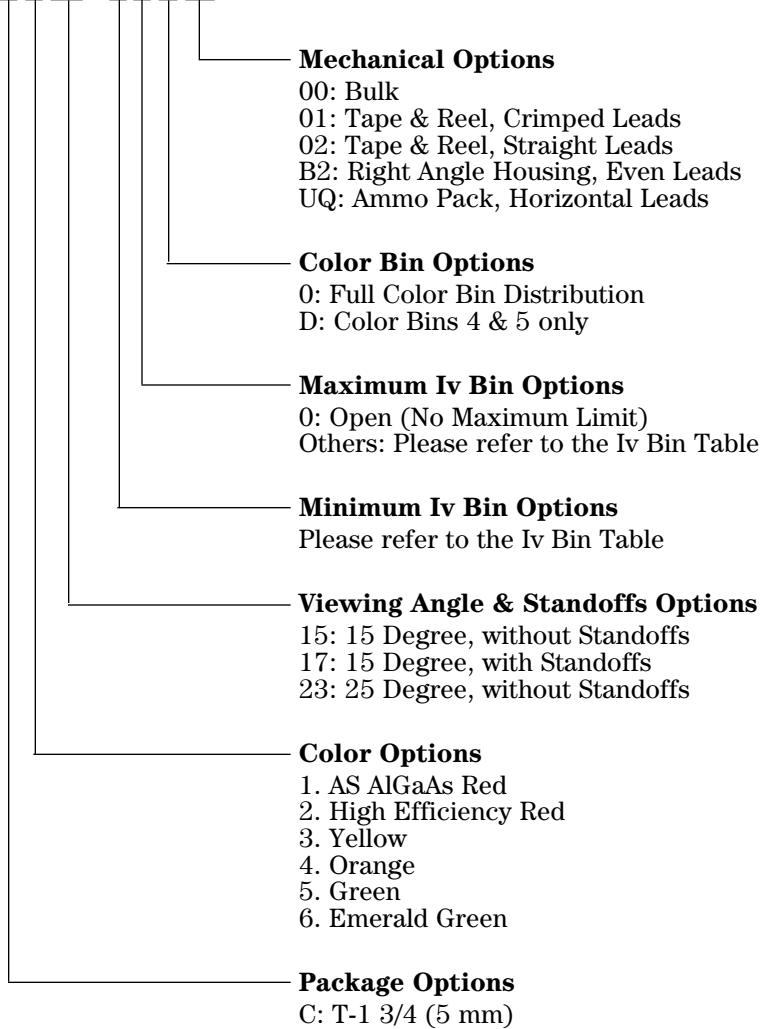 Mechanical Options
00: Bulk
01: Tape & Reel, Crimped Leads
02: Tape & Reel, Straight Leads
B2: Right Angle Housing, Even Leads
UQ: Ammo Pack, Horizontal Leads
Color Bin Options
0: Full Color Bin Distribution
D: Color Bins 4 & 5 only
Maximum Iv Bin Options
0: Open (No Maximum Limit)
Others: Please refer to the Iv Bin Table
Minimum Iv Bin Options
Please refer to the Iv Bin Table
Viewing Angle & Standoffs Options
15: 15 Degree, without Standoffs
17: 15 Degree, with Standoffs
23: 25 Degree, without Standoffs
Color Options
1. AS AlGaAs Red
2. High Efficiency Red
3. Yellow
4. Orange
5. Green
6. Emerald Green
Package Options
C: T-1 3/4 (5 mm)